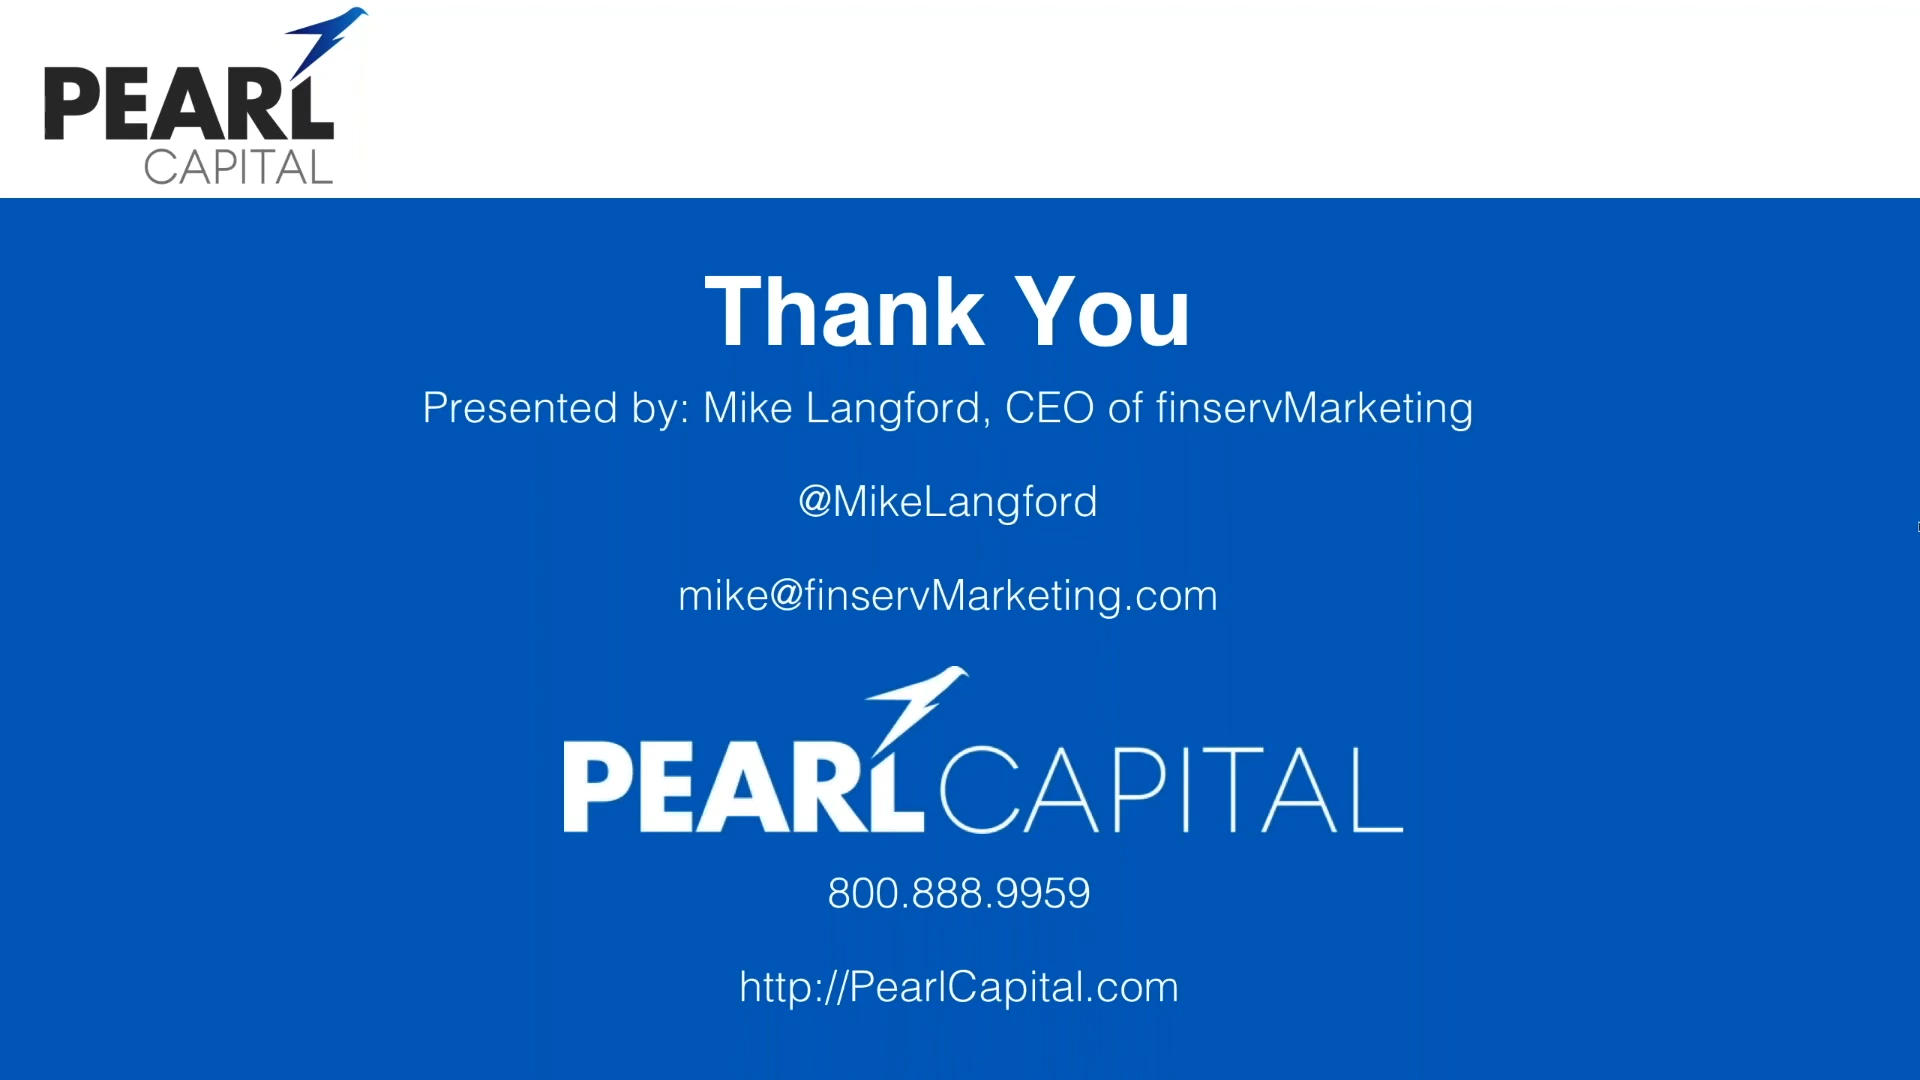 PEARL
CAPITAL
Thank You
Presented by: Mike Langford, CEO of finservMarketing
@MikeLangford
mike@finservMarketing.com
PEARL CAPITAL
800.888.9959
http://PearlCapital.com